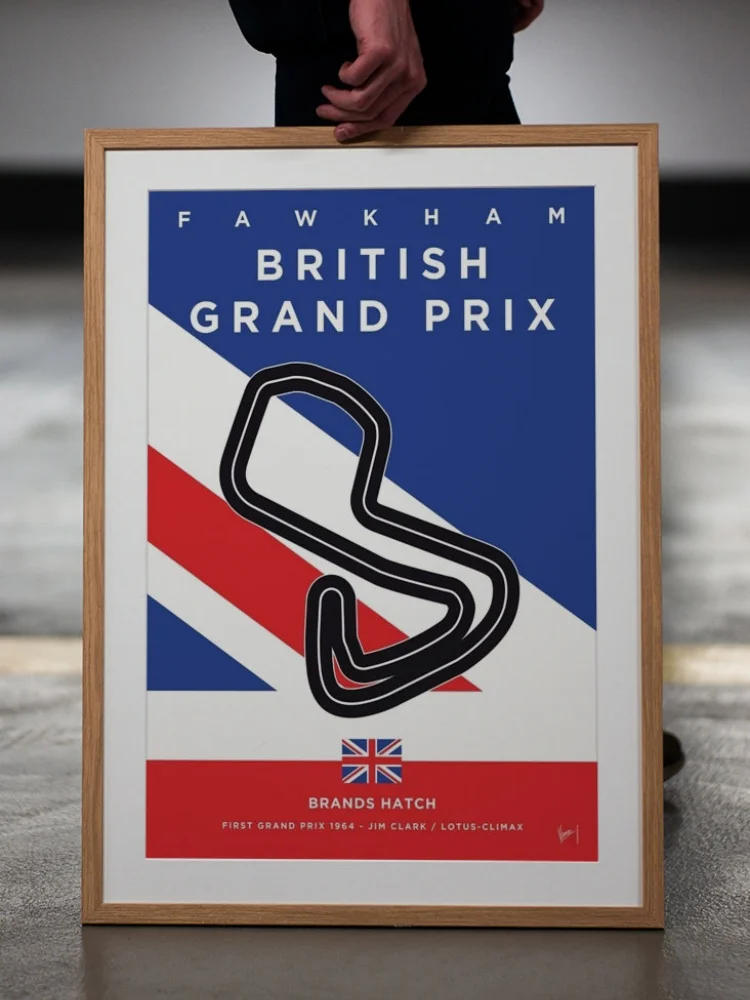 FAWKHAM
BRITISH
GRAND PRIX
BRANDS HATCH
FIRST GRAND PRIX 1964 - JIM CLARK / LOTUS-CLIMAX